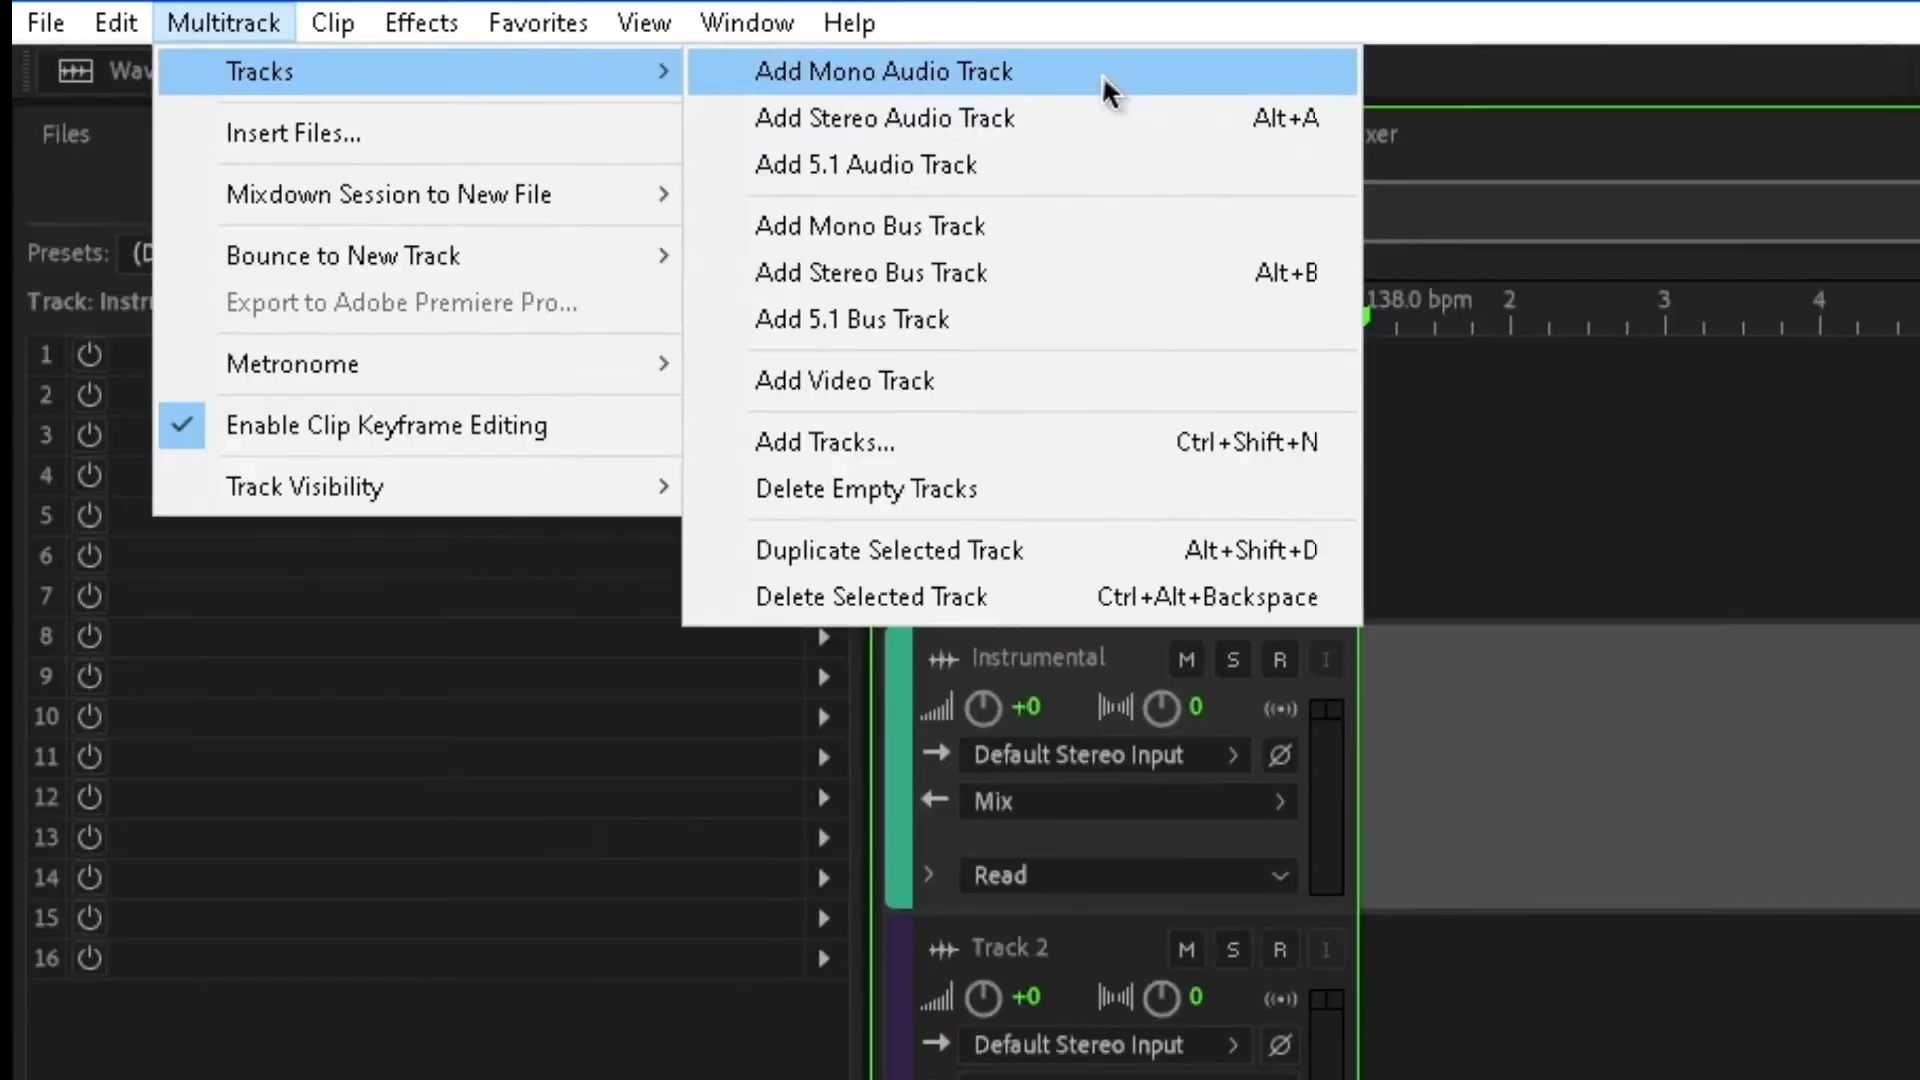 File Edit Multitrack Clip Effects Favorites View Window Help
Wav
Tracks
Insert Files...
Mixdown Session to New File
Bounce to New Track
Export to Adobe Premiere Pro...
Metronome
Enable Clip Keyframe Editing
Track Visibility
Add Mono Audio Track
Add Stereo Audio Track Alt+A
Add 5.1 Audio Track
Add Mono Bus Track
Add Stereo Bus Track Alt+B
Add 5.1 Bus Track
Add Video Track
Add Tracks... Ctrl+Shift+N
Delete Empty Tracks
Duplicate Selected Track Alt+Shift+D
Delete Selected Track Ctrl+Alt+Backspace
Files
xer
Presets: (D
Track: Instr
138.0 bpm 2 3 4
1
2
3
4
5
6
7
8
9
10
11
12
13
14
15
16
Instrumental M S R I
+0 0
Default Stereo Input
Mix
Read
Track 2 M S R I
+0 0
Default Stereo Input